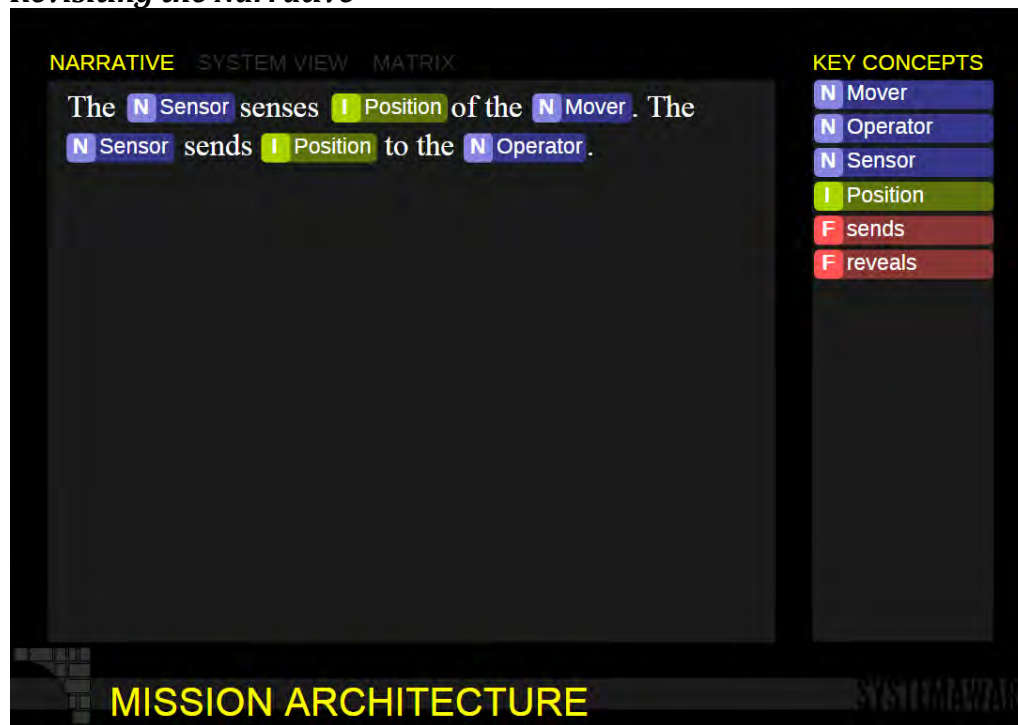 NARRATIVE SYSTEM VIEW MATRIX
The N Sensor senses I Position of the N Mover. The
N Sensor sends I Position to the N Operator.
KEY CONCEPTS
N Mover
N Operator
N Sensor
I Position
F sends
F reveals
MISSION ARCHITECTURE